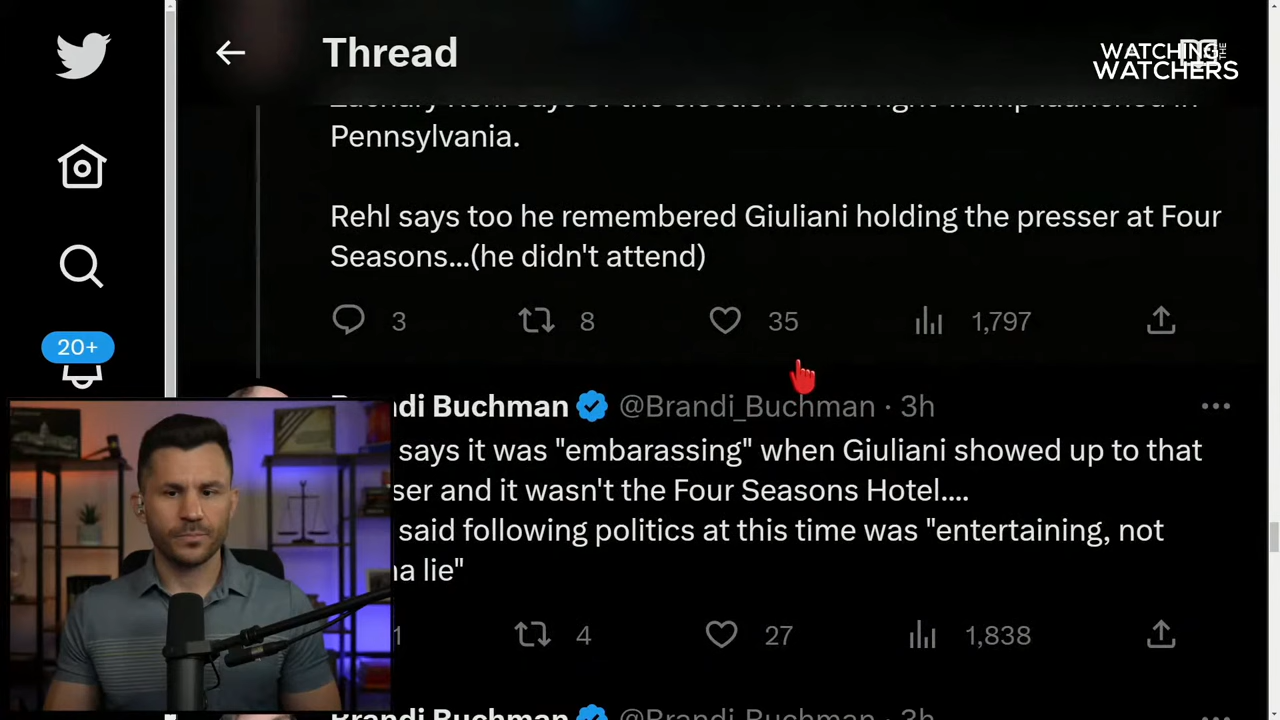 Thread
WATCHING THE
WATCHERS
Pennsylvania.
Rehl says too he remembered Giuliani holding the presser at Four
Seasons...(he didn't attend)
3 8 35 1,797
20+
ndi Buchman @Brandi_Buchman · 3h
says it was "embarassing" when Giuliani showed up to that
ser and it wasn't the Four Seasons Hotel....
said following politics at this time was "entertaining, not
na lie"
1 4 27 1,838
Brandi Buchman @Brandi_Buchman · 3h